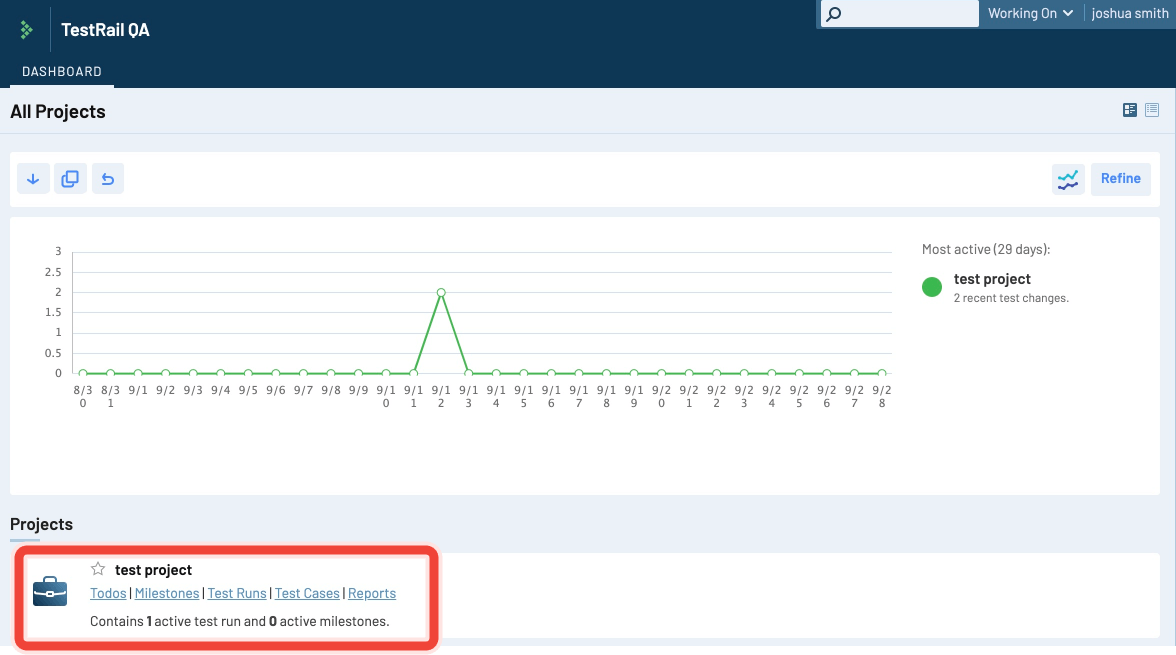 TestRail QA
Working On
joshua smith
DASHBOARD
All Projects
Refine
3
2.5
2
1.5
1
0.5
0
8/30 8/31 9/1 9/2 9/3 9/4 9/5 9/6 9/7 9/8 9/9 9/10 9/11 9/12 9/13 9/14 9/15 9/16 9/17 9/18 9/19 9/20 9/21 9/22 9/23 9/24 9/25 9/26 9/27 9/28
Most active (29 days):
test project
2 recent test changes.
Projects
test project
Todos | Milestones | Test Runs | Test Cases | Reports
Contains 1 active test run and 0 active milestones.